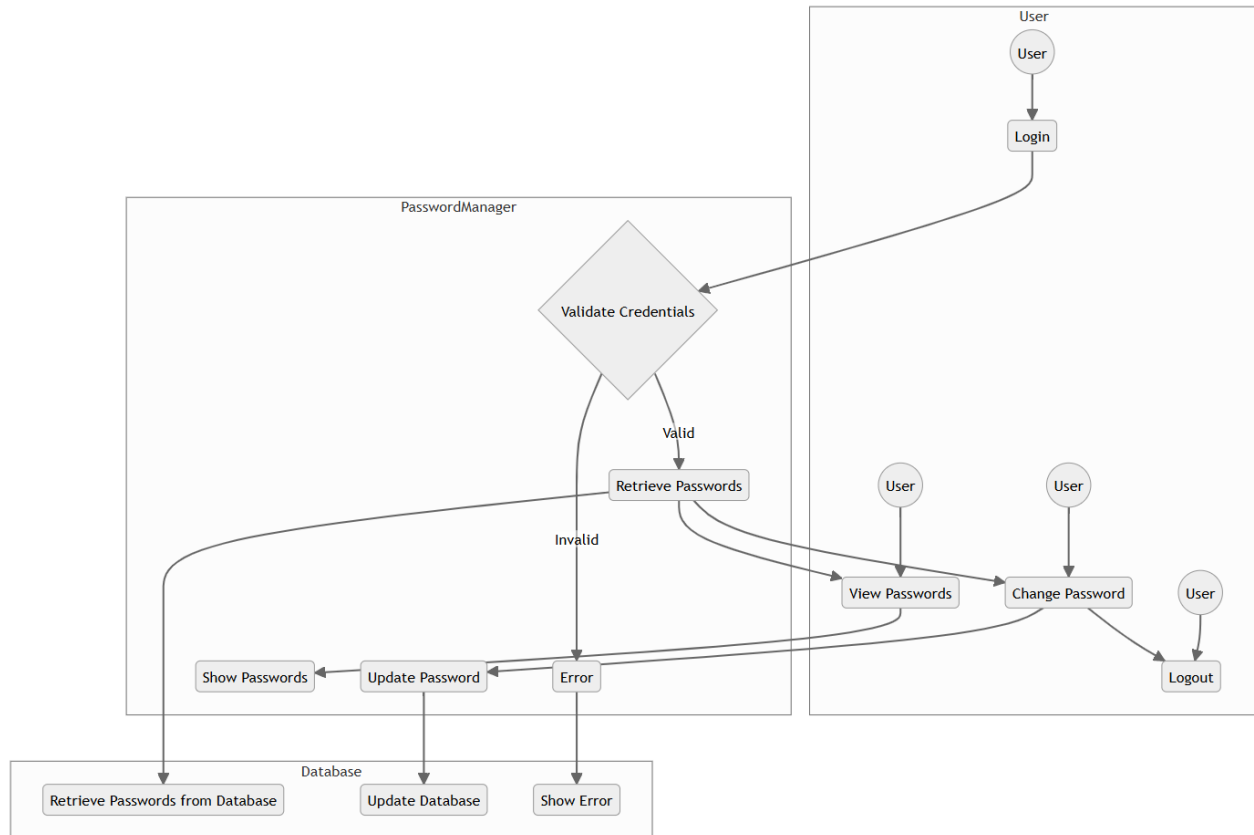 User
User
Login
PasswordManager
Validate Credentials
Valid
Retrieve Passwords
User
User
Invalid
View Passwords
Change Password
User
Show Passwords
Update Password
Error
Logout
Database
Retrieve Passwords from Database
Update Database
Show Error